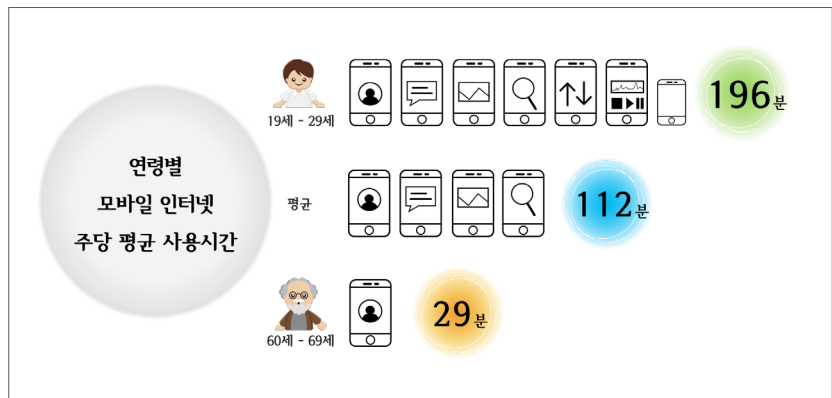 연령별
모바일 인터넷
주당 평균 사용시간
19세 - 29세
196분
평균
112분
60세 - 69세
29분